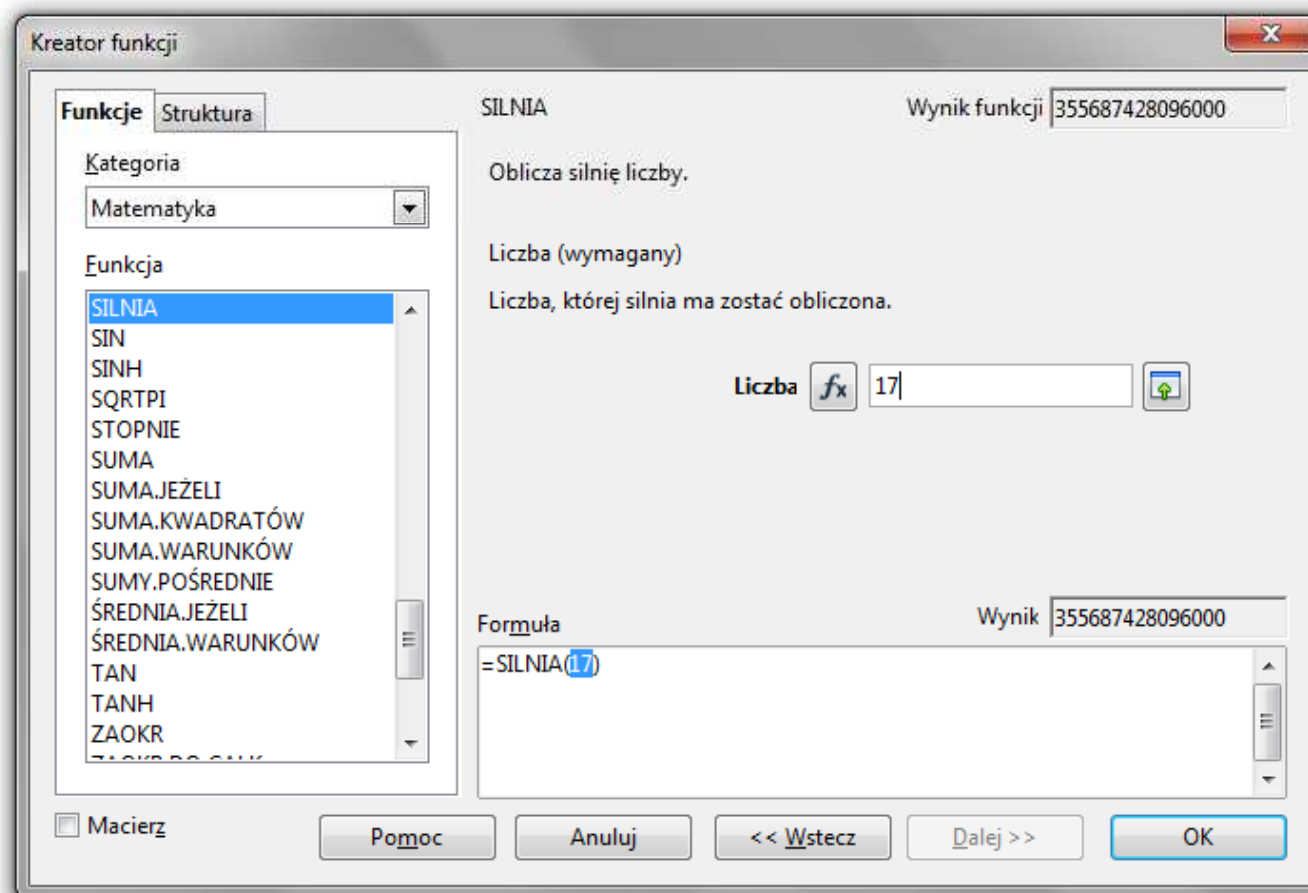 Kreator funkcji
Funkcje
Struktura
Kategoria
Matematyka
Funkcja
SILNIA
SIN
SINH
SQRTPI
STOPNIE
SUMA
SUMA.JEŻELI
SUMA.KWADRATÓW
SUMA.WARUNKÓW
SUMY.POŚREDNIE
ŚREDNIA.JEŻELI
ŚREDNIA.WARUNKÓW
TAN
TANH
ZAOKR
SILNIA
Wynik funkcji 355687428096000
Oblicza silnię liczby.
Liczba (wymagany)
Liczba, której silnia ma zostać obliczona.
Liczba fx 17
Formuła
Wynik 355687428096000
=SILNIA(17)
Macierz
Pomoc
Anuluj
<< Wstecz
Dalej >>
OK